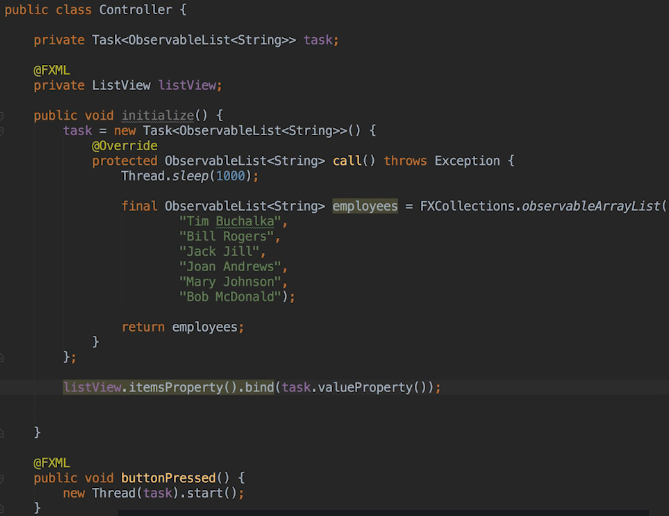 public class Controller {
private Task<ObservableList<String>> task;
@FXML
private ListView listView;
public void initialize() {
task = new Task<ObservableList<String>>() {
@Override
protected ObservableList<String> call() throws Exception {
Thread.sleep(1000);
final ObservableList<String> employees = FXCollections.observableArrayList(
"Tim Buchalka",
"Bill Rogers",
"Jack Jill",
"Joan Andrews",
"Mary Johnson",
"Bob McDonald");
return employees;
}
};
listView.itemsProperty().bind(task.valueProperty());
}
@FXML
public void buttonPressed() {
new Thread(task).start();
}